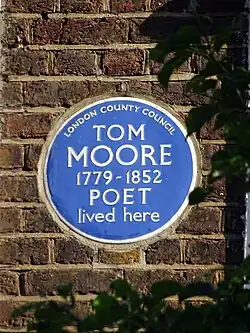 LONDON COUNTY COUNCIL
TOM
MOORE
1779-1852
POET
lived here